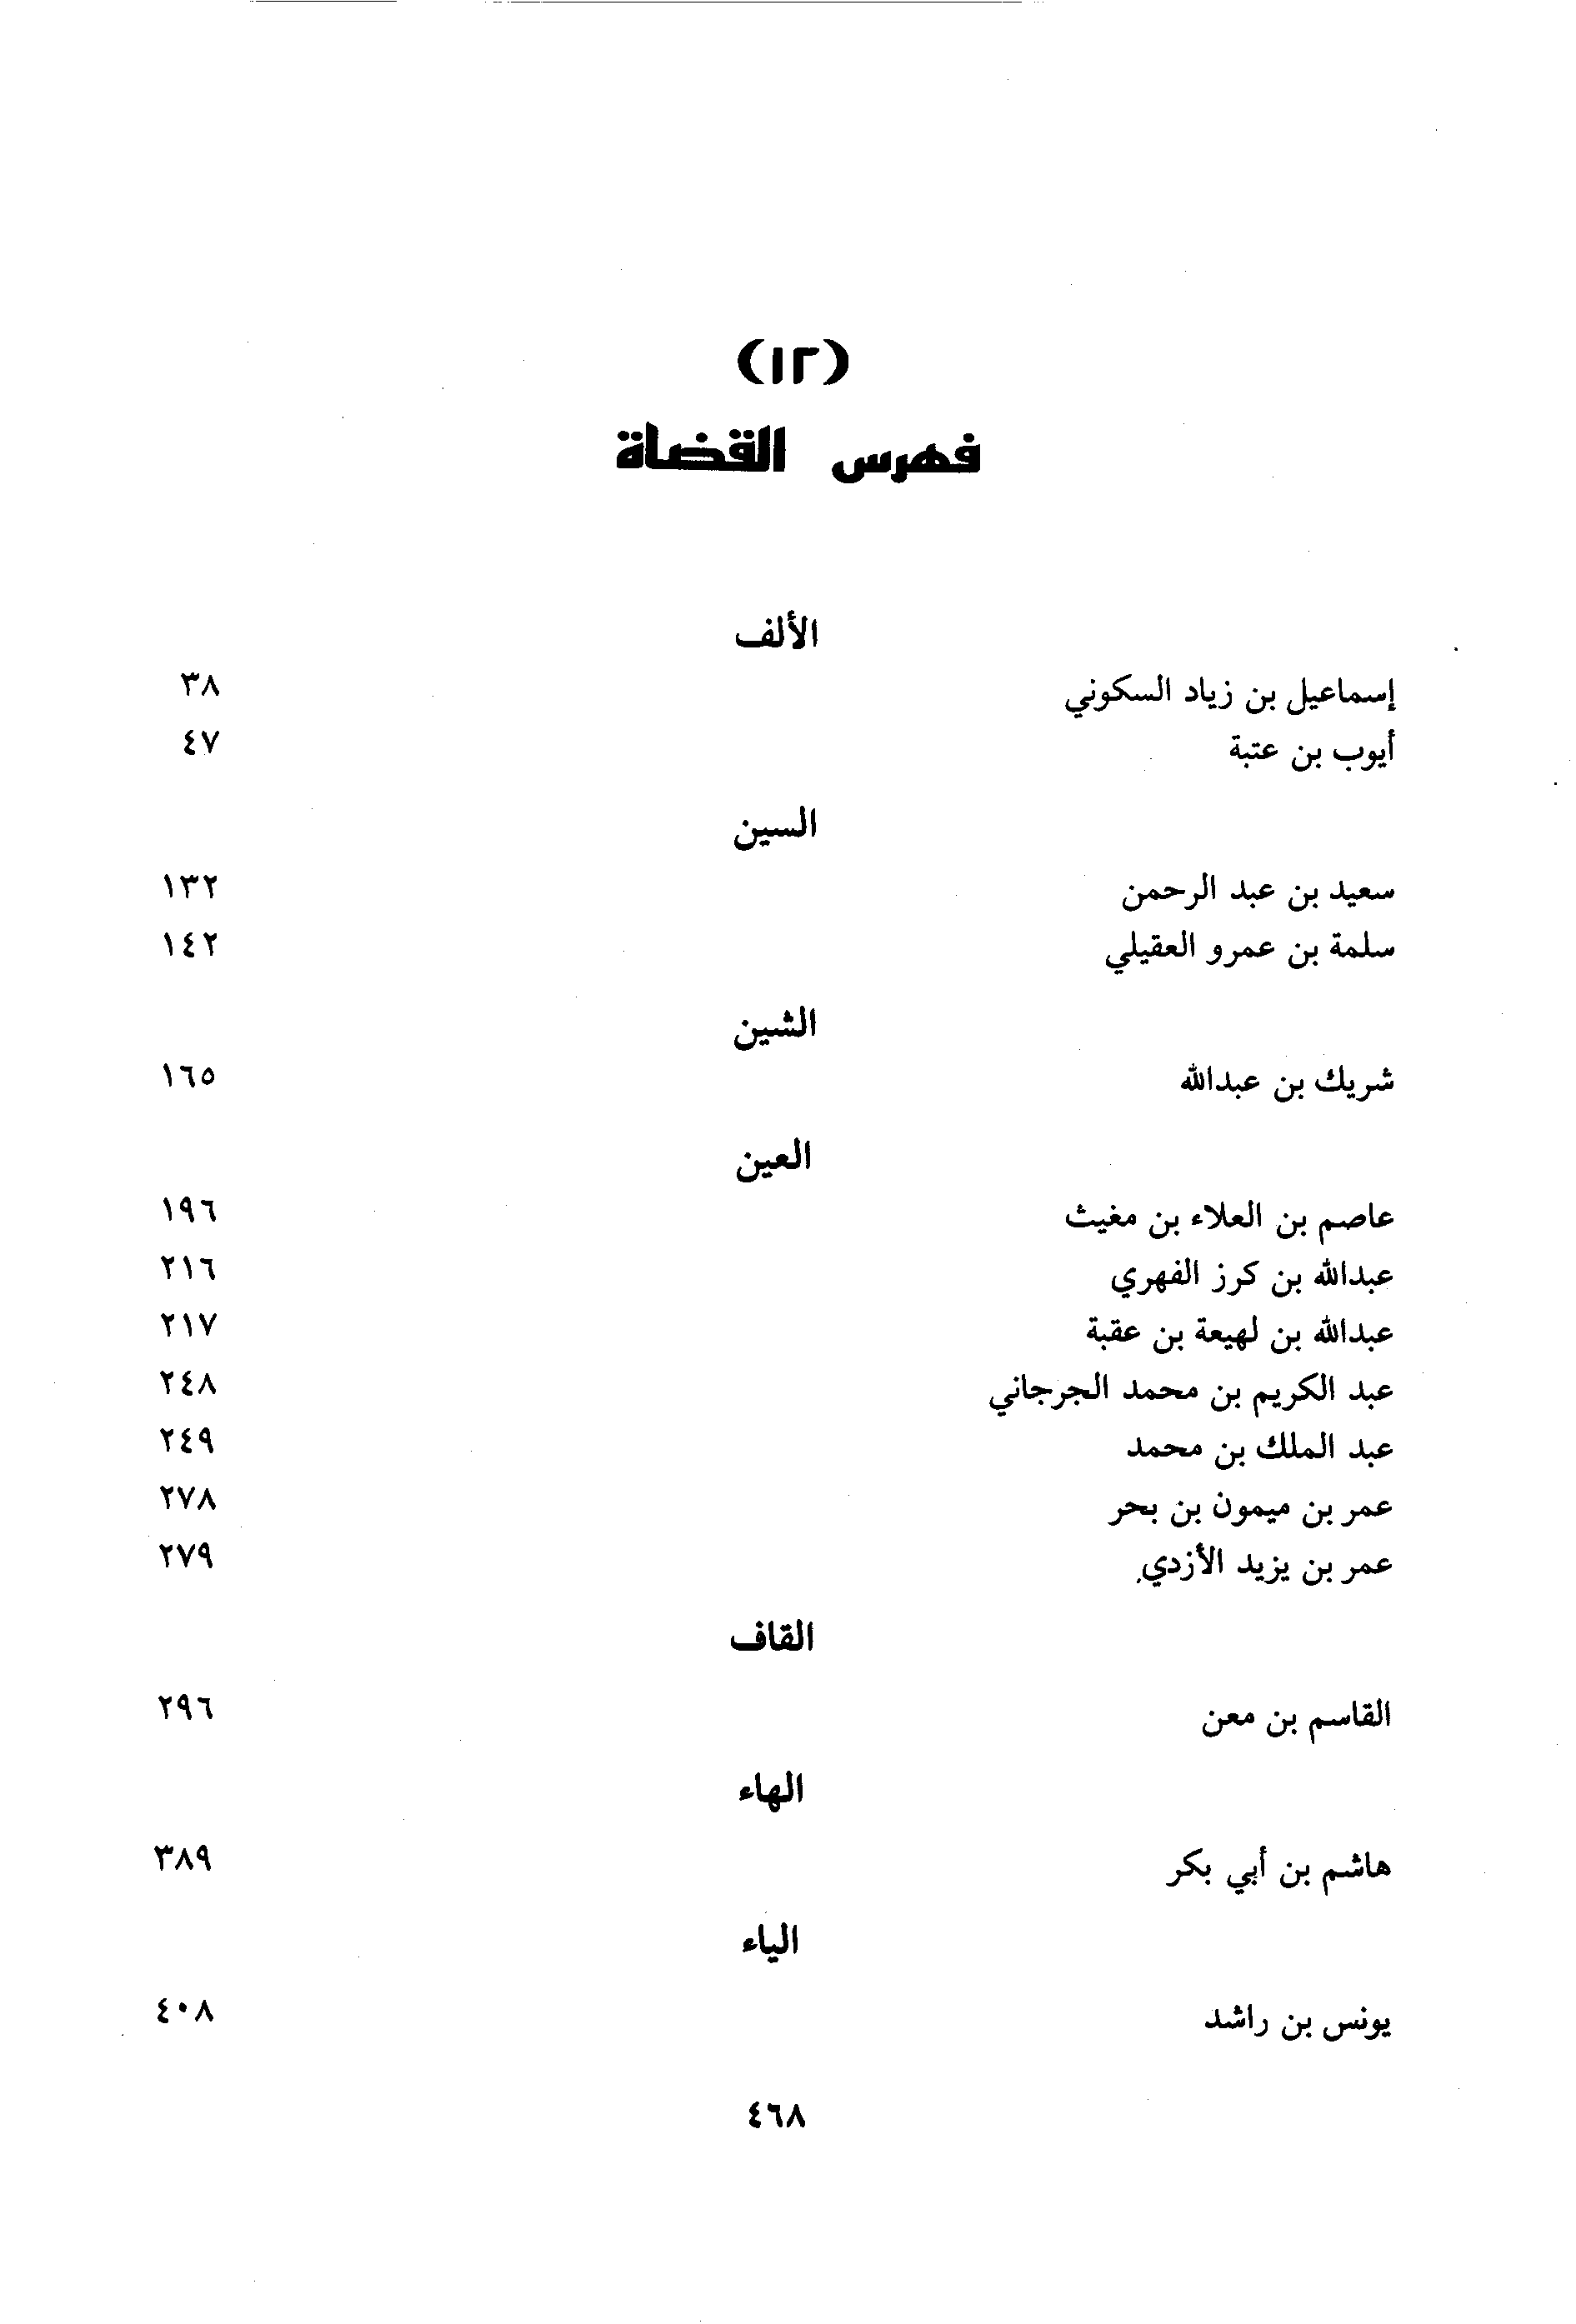 (١٢)
فهرس القضاة
الألف
إسماعيل بن زياد السكوني ٣٨
أيوب بن عتبة ٤٧
السين
سعيد بن عبد الرحمن ١٣٢
سلمة بن عمرو العقيلي ١٤٢
الشين
شريك بن عبدالله ١٦٥
العين
عاصم بن العلاء بن مغيث ١٩٦
عبدالله بن كرز الفهري ٢١٦
عبدالله بن لهيعة بن عقبة ٢١٧
عبد الكريم بن محمد الجرجاني ٢٤٨
عبد الملك بن محمد ٢٤٩
عمر بن ميمون بن بحر ٢٧٨
عمر بن يزيد الأزدي ٢٧٩
القاف
القاسم بن معن ٢٩٦
الهاء
هاشم بن أبي بكر ٣٨٩
الياء
يونس بن راشد ٤٠٨
٤٦٨